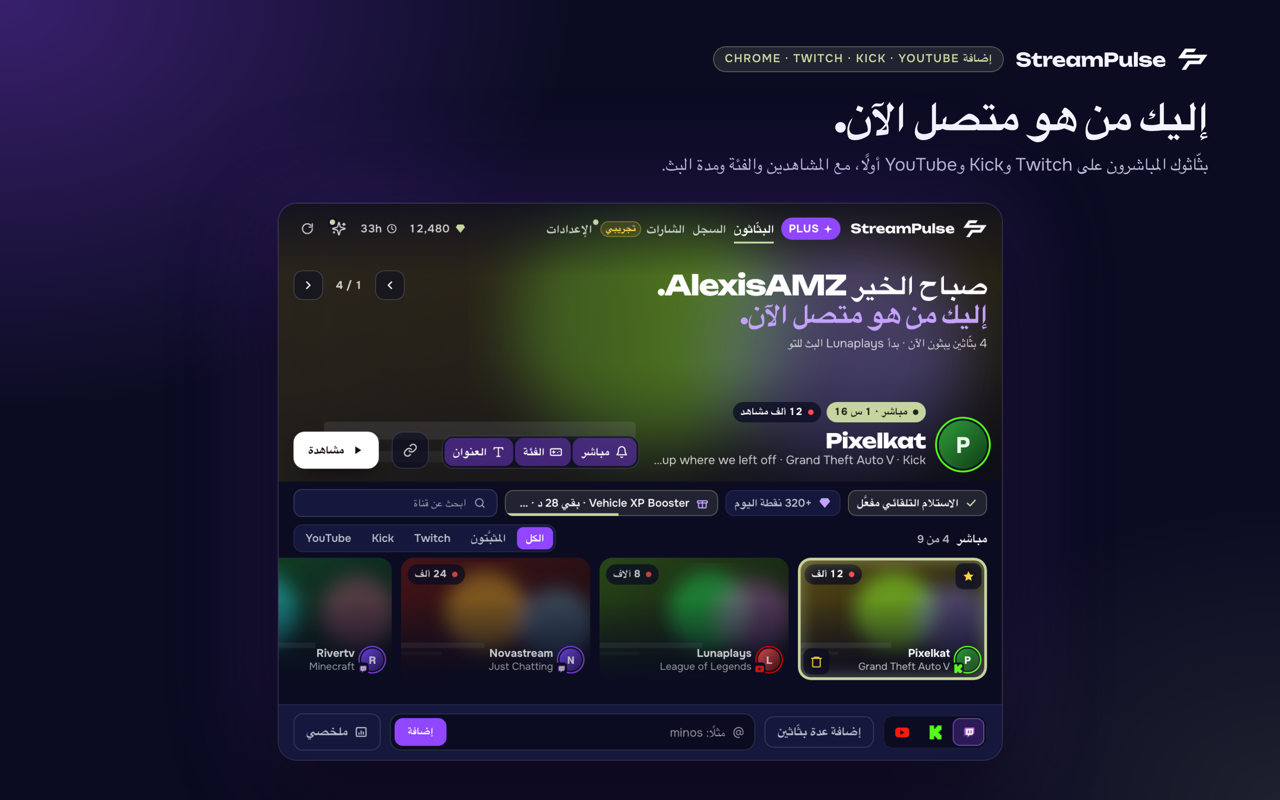 StreamPulse
إضافة CHROME · TWITCH · KICK · YOUTUBE
إليك من هو متصل الآن.
بثّاثوك المباشرون على Twitch وKick وYouTube أولًا، مع المشاهدين والفئة ومدة البث.
StreamPulse
PLUS
البثّاثون
السجل
الشارات
تجريبي
الإعدادات
12,480
33h
صباح الخير AlexisAMZ.
إليك من هو متصل الآن.
4 بثّاثين يبثون الآن · بدأ Lunaplays البث للتو
4 / 1
مباشر · 1 س 16
12 ألف مشاهد
Pixelkat
...up where we left off · Grand Theft Auto V · Kick
مباشر
الفئة
العنوان
مشاهدة
الاستلام التلقائي مفعَّل
+320 نقطة اليوم
Vehicle XP Booster · بقي 28 د · ...
ابحث عن قناة
مباشر 4 من 9
الكل
المثبَّتون
Twitch
Kick
YouTube
12 ألف
Pixelkat
Grand Theft Auto V
P
8 آلاف
Lunaplays
League of Legends
L
24 ألف
Novastream
Just Chatting
N
Rivertv
Minecraft
R
P
إضافة عدة بثّاثين
@ مثلًا: minos
إضافة
ملخصي